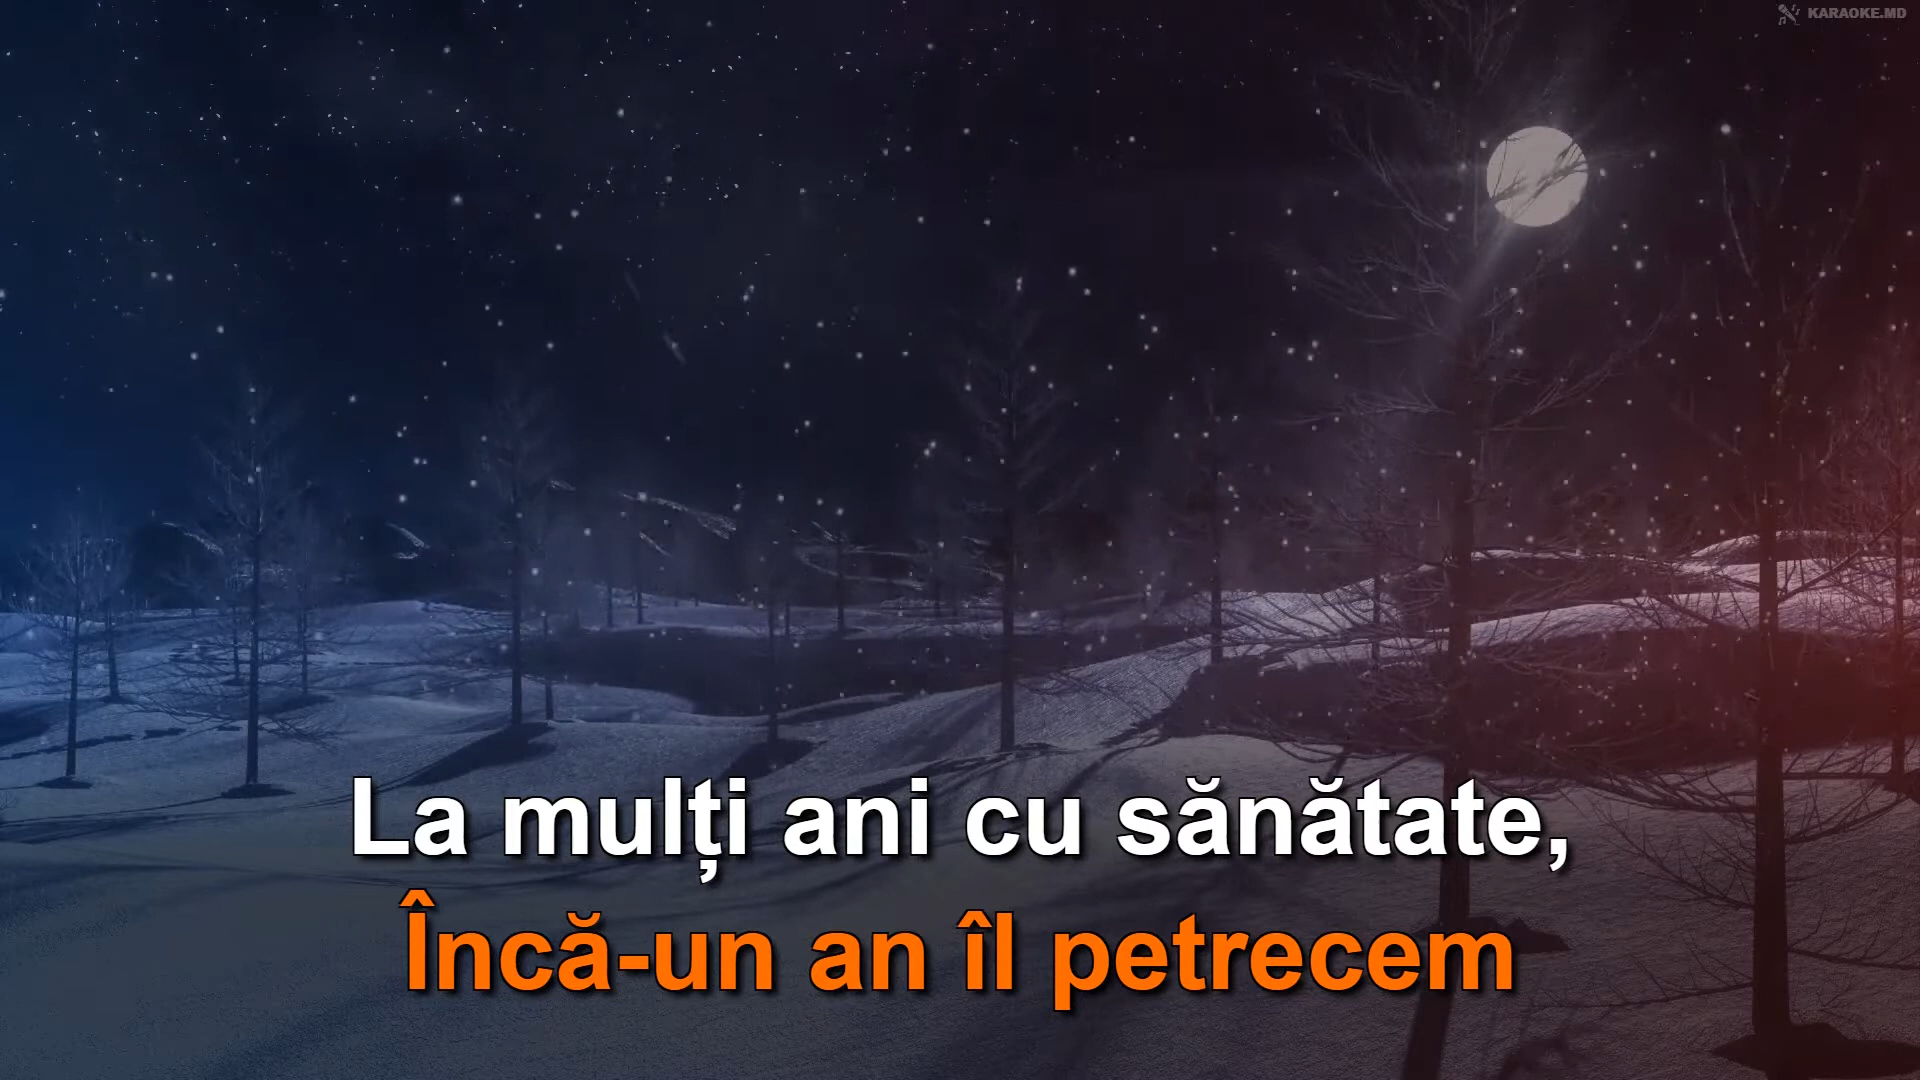 KARAOKE.MD
La mulți ani cu sănătate,
Încă-un an îl petrecem